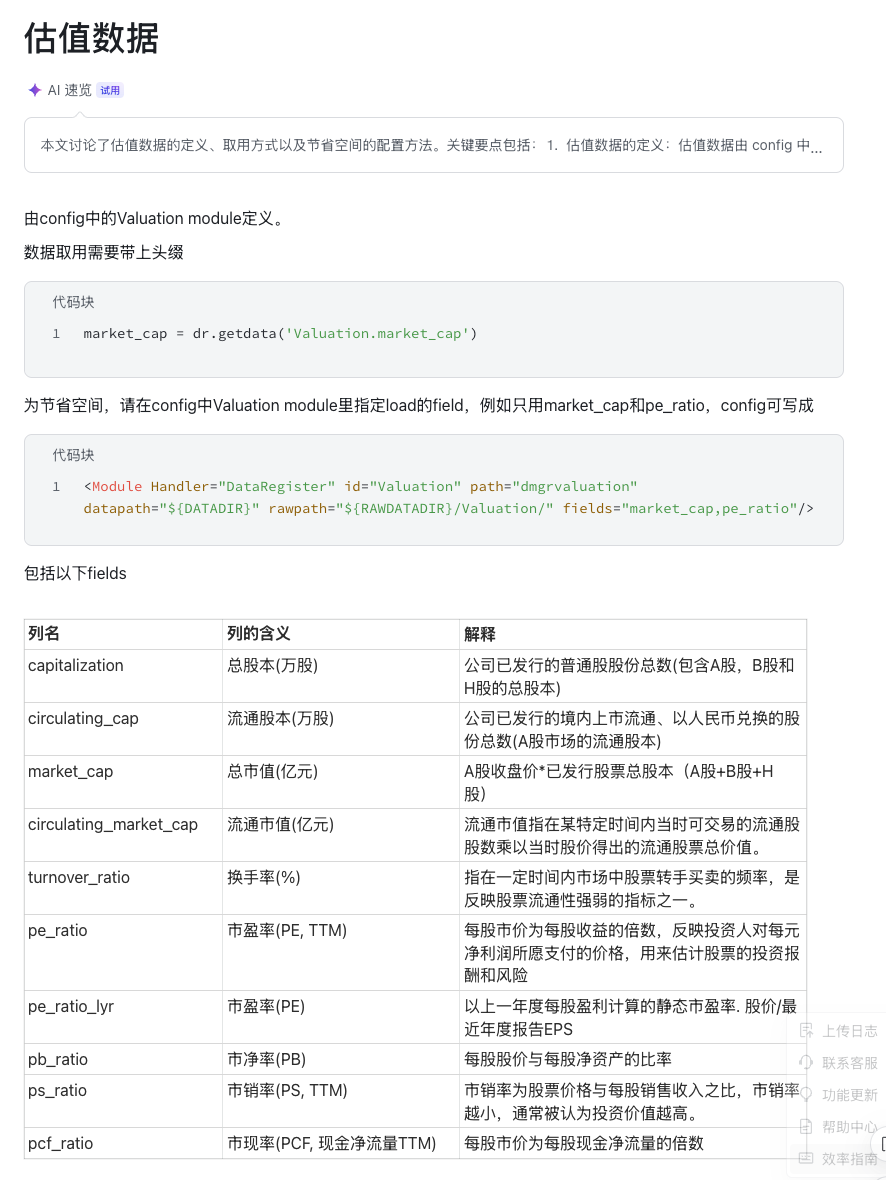 估值数据
AI 速览 试用
本文讨论了估值数据的定义、取用方式以及节省空间的配置方法。关键要点包括： 1. 估值数据的定义：估值数据由 config 中...
由config中的Valuation module定义。
数据取用需要带上头缀
代码块
1 market_cap = dr.getdata('Valuation.market_cap')
为节省空间，请在config中Valuation module里指定load的field，例如只用market_cap和pe_ratio，config可写成
代码块
1 <Module Handler="DataRegister" id="Valuation" path="dmgrvaluation"
datapath="${DATADIR}" rawpath="${RAWDATADIR}/Valuation/" fields="market_cap,pe_ratio"/>
包括以下fields
列名 列的含义 解释
capitalization 总股本(万股) 公司已发行的普通股股份总数(包含A股，B股和
H股的总股本)
circulating_cap 流通股本(万股) 公司已发行的境内上市流通、以人民币兑换的股
份总数(A股市场的流通股本)
market_cap 总市值(亿元) A股收盘价*已发行股票总股本（A股+B股+H
股）
circulating_market_cap 流通市值(亿元) 流通市值指在某特定时间内当时可交易的流通股
股数乘以当时股价得出的流通股票总价值。
turnover_ratio 换手率(%) 指在一定时间内市场中股票转手买卖的频率，是
反映股票流通性强弱的指标之一。
pe_ratio 市盈率(PE, TTM) 每股市价为每股收益的倍数，反映投资人对每元
净利润所愿支付的价格，用来估计股票的投资报
酬和风险
pe_ratio_lyr 市盈率(PE) 以上一年度每股盈利计算的静态市盈率. 股价/最
近年度报告EPS
pb_ratio 市净率(PB) 每股股价与每股净资产的比率
ps_ratio 市销率(PS, TTM) 市销率为股票价格与每股销售收入之比，市销率
越小，通常被认为投资价值越高。
pcf_ratio 市现率(PCF, 现金净流量TTM) 每股市价为每股现金净流量的倍数
上传日志
联系客服
功能更新
帮助中心
效率指南